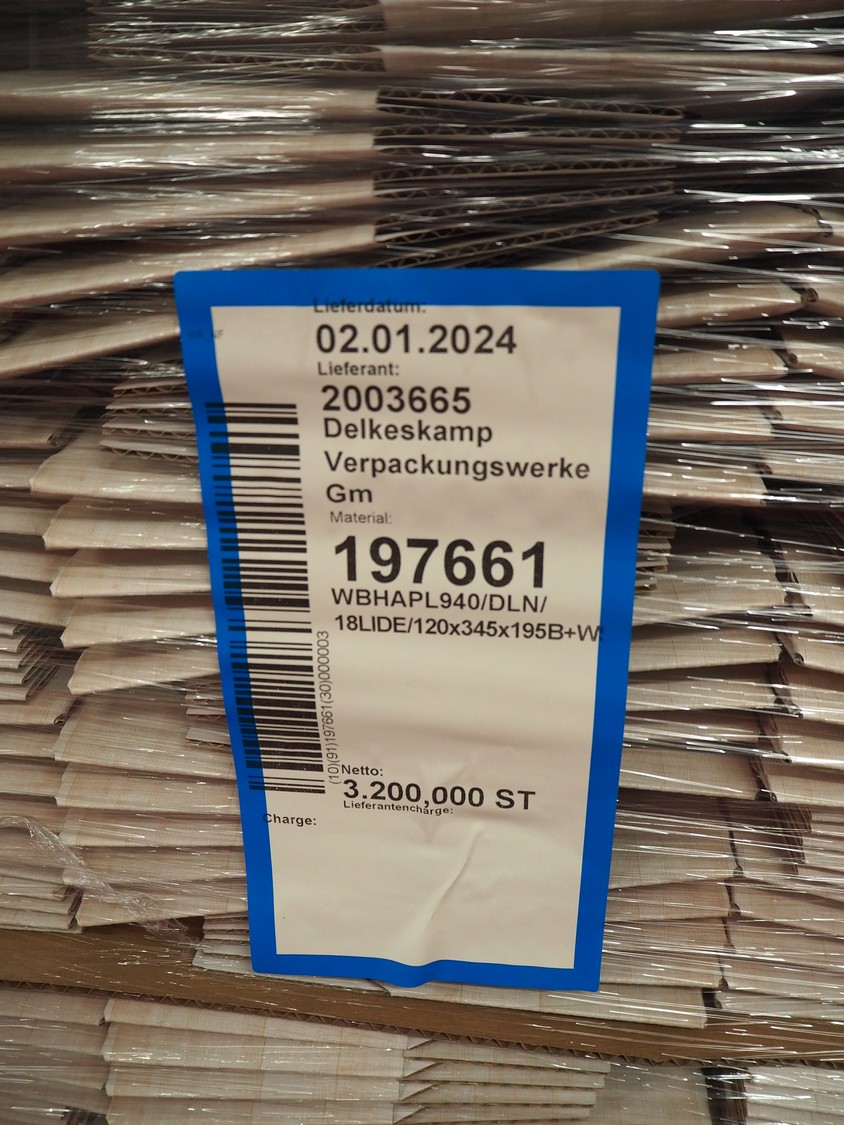 Lieferdatum:
02.01.2024
Lieferant:
2003665
Delkeskamp
Verpackungswerke
Gm
Material:
197661
WBHAPL940/DLN/
18LIDE/120x345x195B+W
(10)(91)197661(30)000003
Netto:
3.200,000 ST
Lieferantencharge:
Charge: